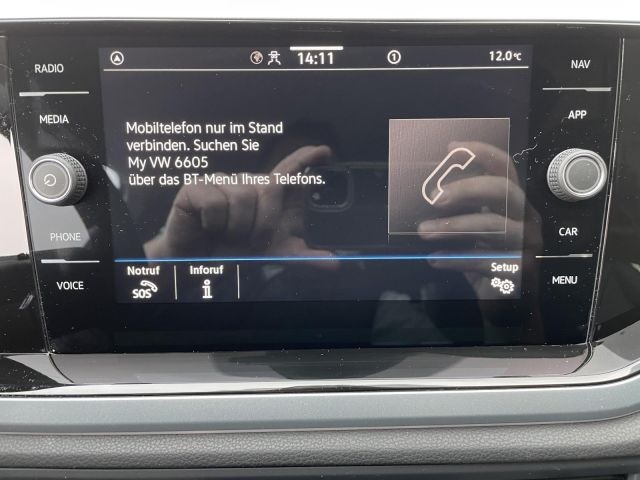 RADIO
MEDIA
PHONE
VOICE
14:11
1
12.0 °C
Mobiltelefon nur im Stand
verbinden. Suchen Sie
My VW 6605
über das BT-Menü Ihres Telefons.
Notruf
SOS
Inforuf
Setup
NAV
APP
CAR
MENU